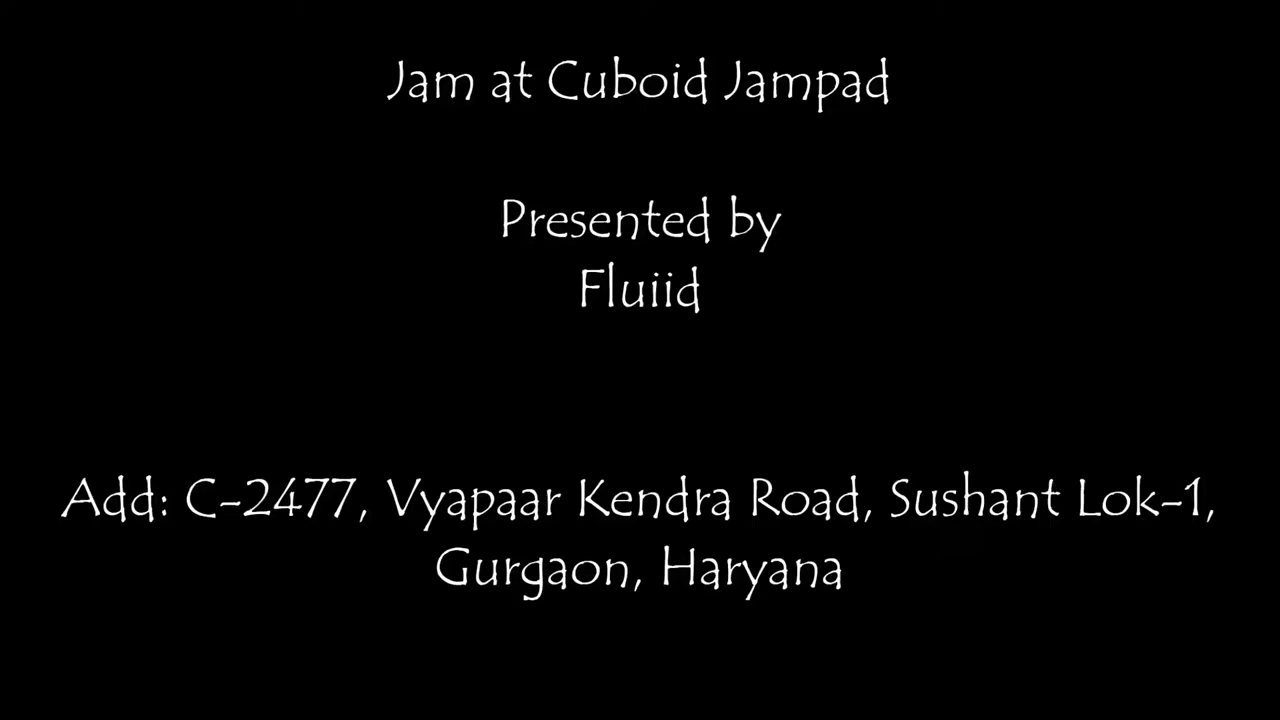 Jam at Cuboid Jampad
Presented by
Fluiid
Add: C-2477, Vyapaar Kendra Road, Sushant Lok-1,
Gurgaon, Haryana